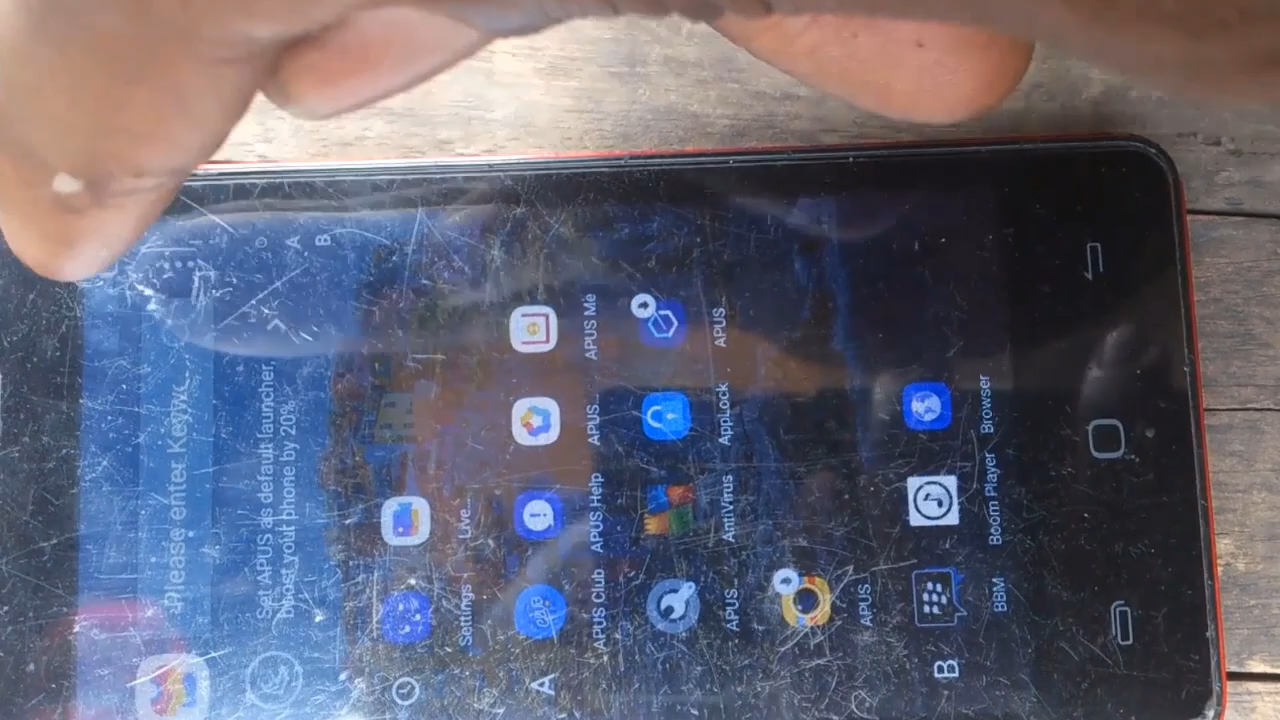 Please enter Keyw
Set APUS as default launcher,
boost your phone by 20%
A
B
Settings
Live...
A
APUS Club
APUS Help
APUS...
APUS Me
APUS...
AntiVirus
AppLock
APUS...
APUS
B
BBM
Boom Player
Browser